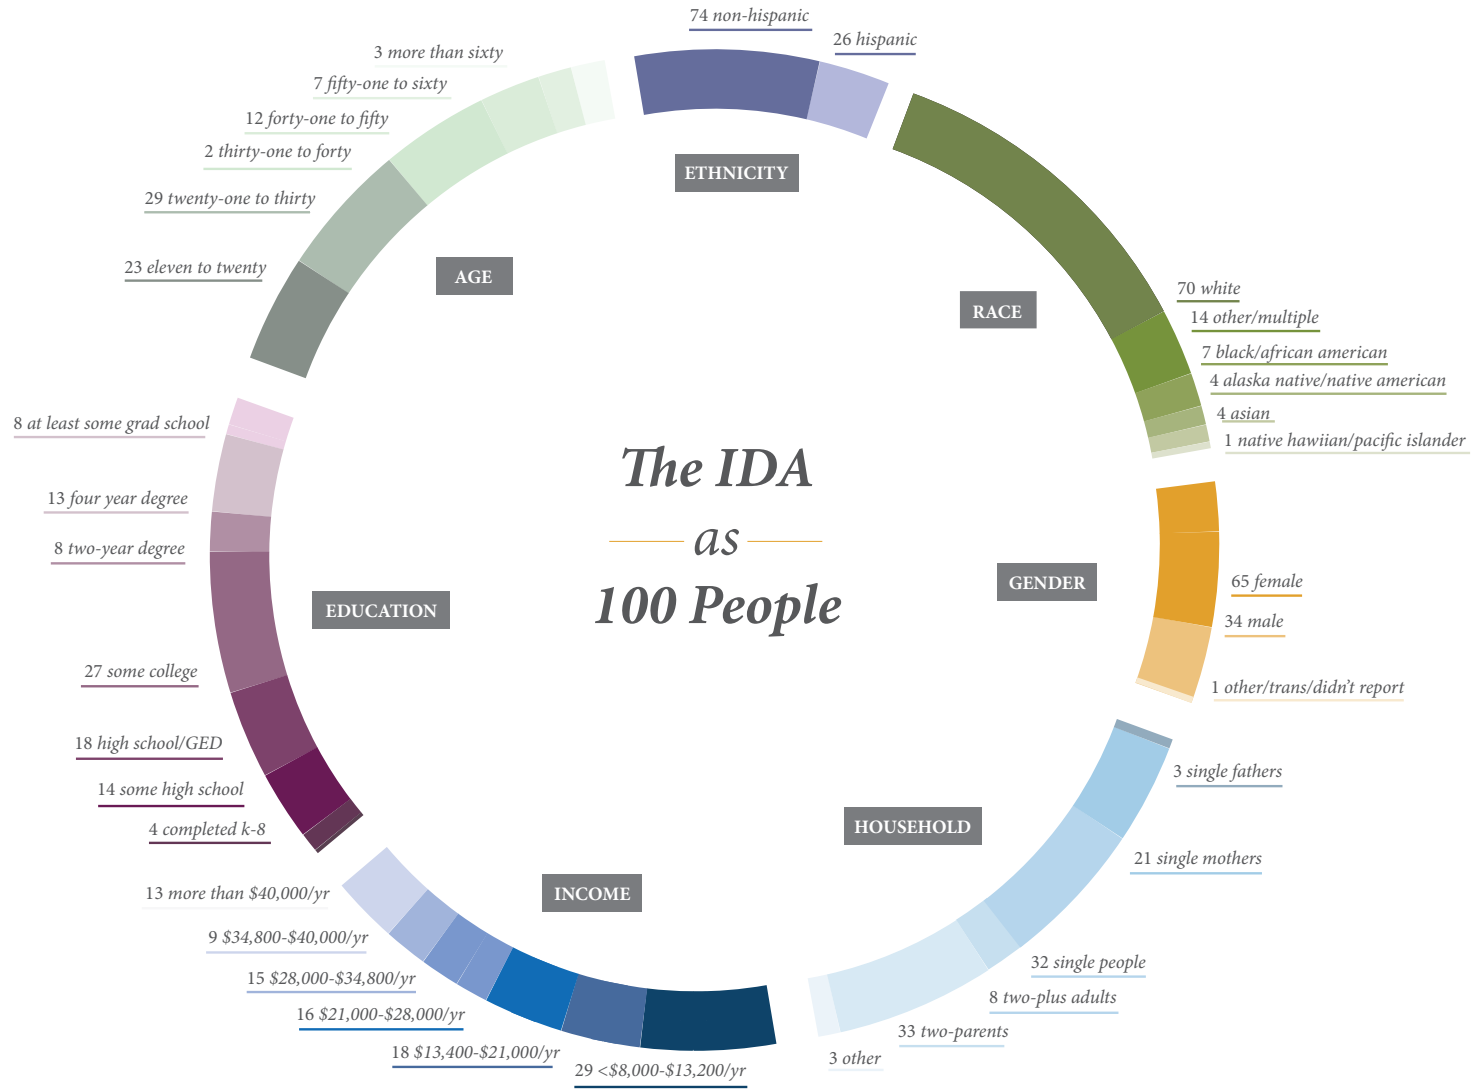 74 non-hispanic
26 hispanic
3 more than sixty
7 fifty-one to sixty
12 forty-one to fifty
2 thirty-one to forty
29 twenty-one to thirty
23 eleven to twenty
ETHNICITY
AGE
RACE
70 white
14 other/multiple
7 black/african american
4 alaska native/native american
4 asian
1 native hawiian/pacific islander
8 at least some grad school
13 four year degree
8 two-year degree
27 some college
18 high school/GED
14 some high school
4 completed k-8
EDUCATION
The IDA
as
100 People
GENDER
65 female
34 male
1 other/trans/didn't report
HOUSEHOLD
3 single fathers
21 single mothers
32 single people
8 two-plus adults
33 two-parents
3 other
INCOME
13 more than $40,000/yr
9 $34,800-$40,000/yr
15 $28,000-$34,800/yr
16 $21,000-$28,000/yr
18 $13,400-$21,000/yr
29 <$8,000-$13,200/yr